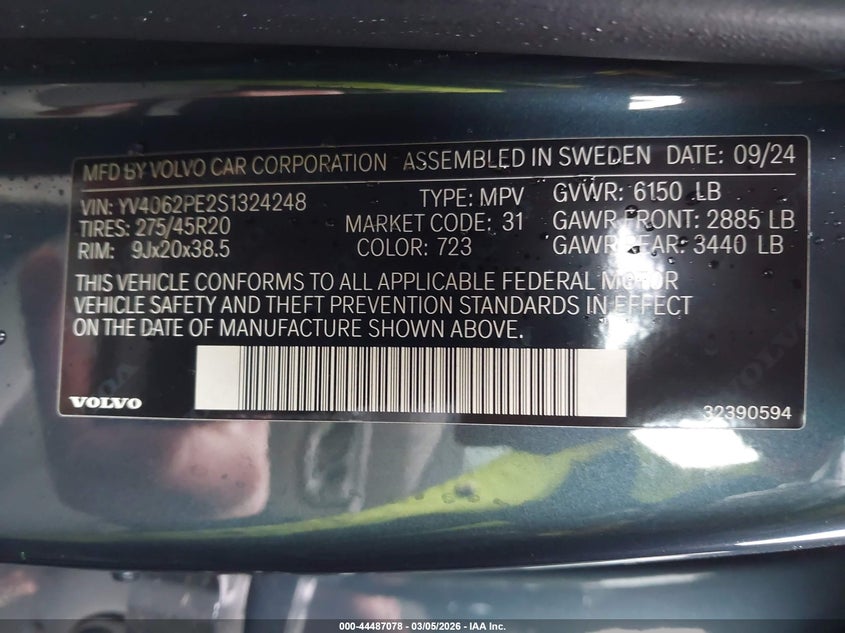 MFD BY VOLVO CAR CORPORATION ASSEMBLED IN SWEDEN DATE: 09/24
VIN: YV4062PE2S1324248 TYPE: MPV GVWR: 6150 LB
TIRES: 275/45R20 MARKET CODE: 31 GAWR FRONT: 2885 LB
RIM: 9Jx20x38.5 COLOR: 723 GAWR REAR: 3440 LB
THIS VEHICLE CONFORMS TO ALL APPLICABLE FEDERAL MOTOR
VEHICLE SAFETY AND THEFT PREVENTION STANDARDS IN EFFECT
ON THE DATE OF MANUFACTURE SHOWN ABOVE.
VOLVO
32390594
VOLVO
000-44487078 - 03/05/2026 - IAA Inc.